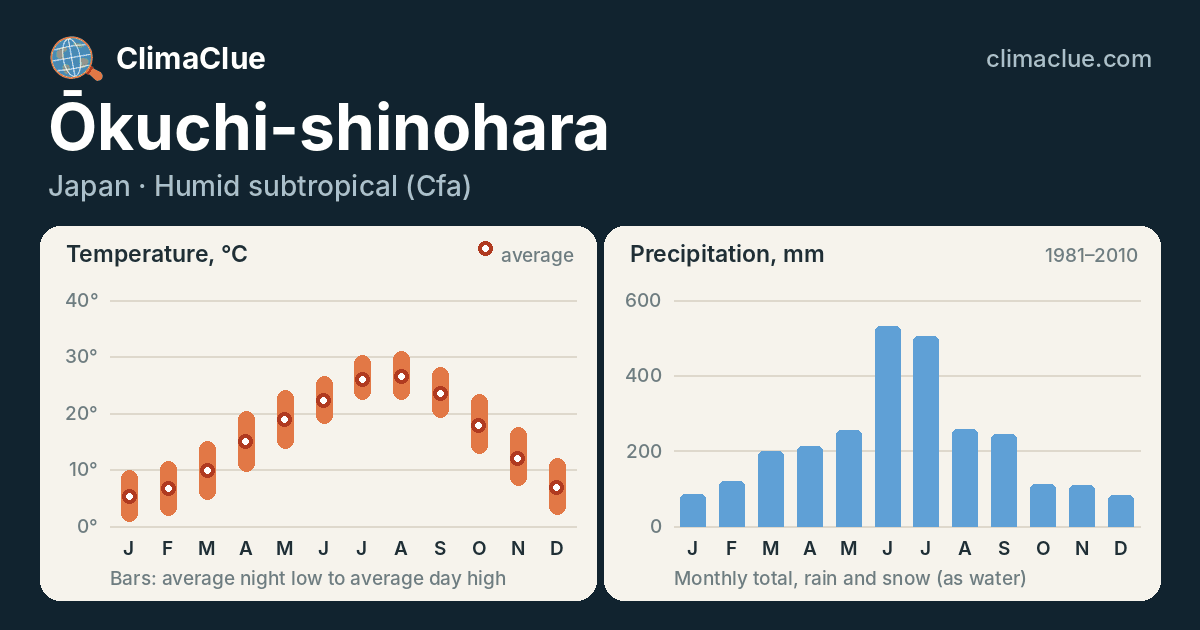 ClimaClue
climaclue.com
Ōkuchi-shinohara
Japan · Humid subtropical (Cfa)
Temperature, °C
average
40°
30°
20°
10°
0°
J F M A M J J A S O N D
Bars: average night low to average day high
Precipitation, mm
1981–2010
600
400
200
0
J F M A M J J A S O N D
Monthly total, rain and snow (as water)